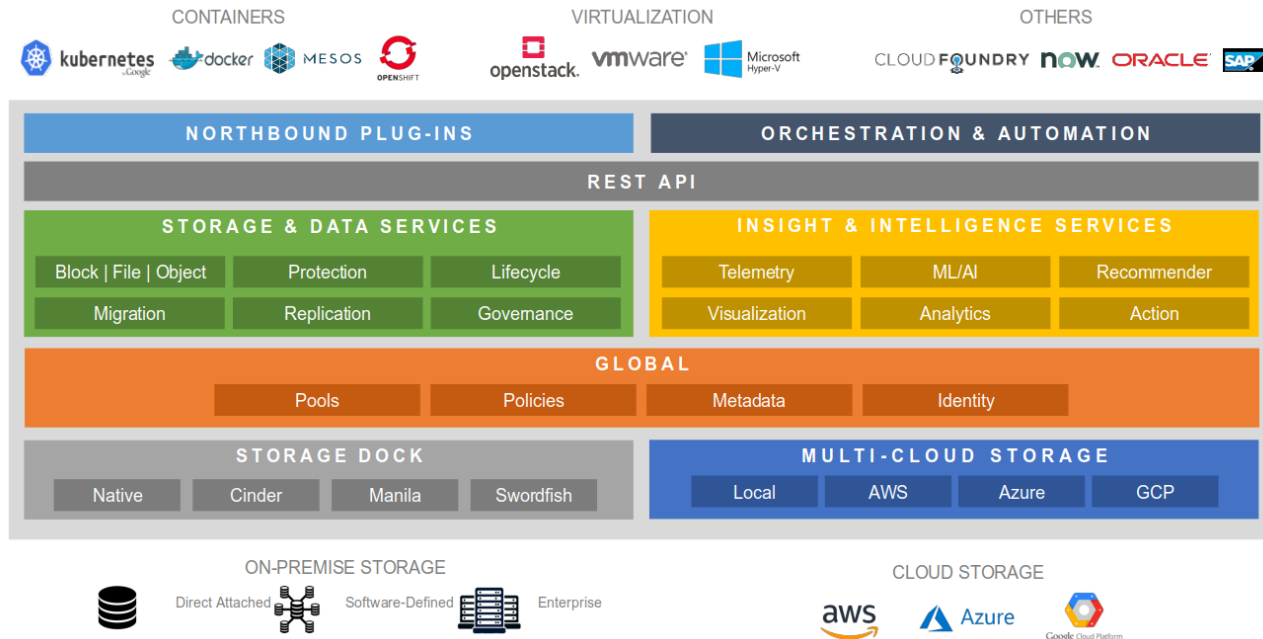 CONTAINERS
VIRTUALIZATION
OTHERS
kubernetes
by Google
docker
MESOS
OPENSHIFT
openstack.
vmware®
Microsoft
Hyper-V
CLOUD FOUNDRY
now.
ORACLE®
SAP
NORTHBOUND PLUG-INS
ORCHESTRATION & AUTOMATION
REST API
STORAGE & DATA SERVICES
Block | File | Object
Protection
Lifecycle
Migration
Replication
Governance
INSIGHT & INTELLIGENCE SERVICES
Telemetry
ML/AI
Recommender
Visualization
Analytics
Action
GLOBAL
Pools
Policies
Metadata
Identity
STORAGE DOCK
Native
Cinder
Manila
Swordfish
MULTI-CLOUD STORAGE
Local
AWS
Azure
GCP
ON-PREMISE STORAGE
Direct Attached
Software-Defined
Enterprise
CLOUD STORAGE
aws
Azure
Google Cloud Platform